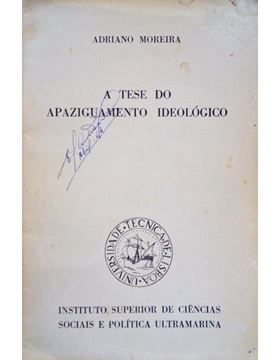 ADRIANO MOREIRA
A TESE DO
APAZIGUAMENTO IDEOLÓGICO
UNIVERSIDADE·TÉCNICA·DE·LISBOA
INSTITUTO SUPERIOR DE CIÊNCIAS
SOCIAIS E POLÍTICA ULTRAMARINA